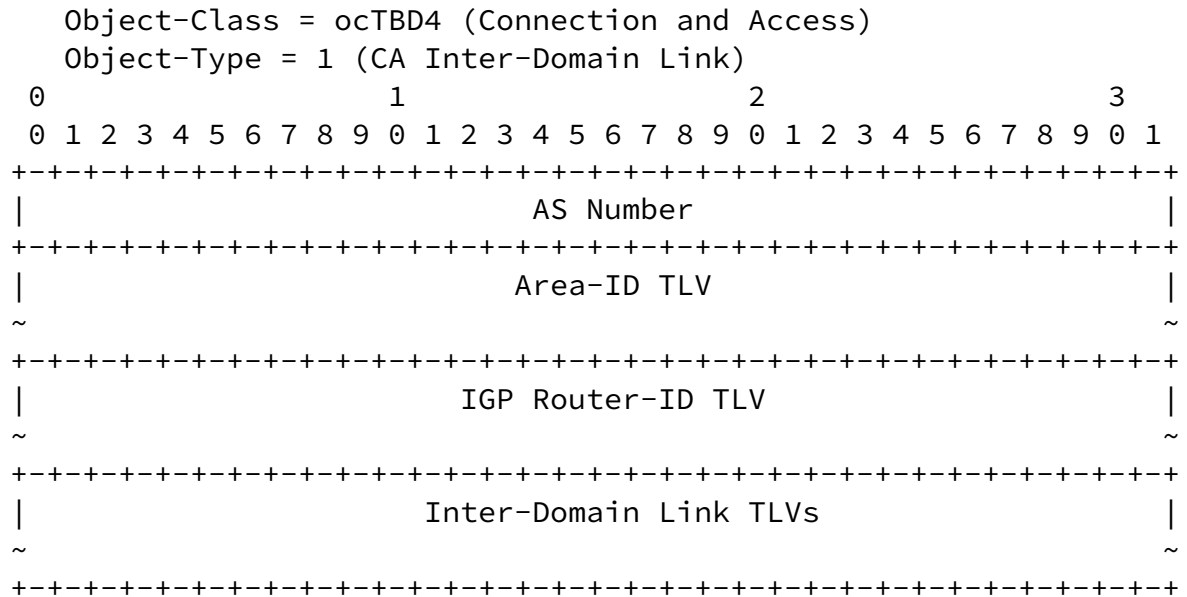 Object-Class = ocTBD4 (Connection and Access)
   Object-Type = 1 (CA Inter-Domain Link)
 0                   1                   2                   3
 0 1 2 3 4 5 6 7 8 9 0 1 2 3 4 5 6 7 8 9 0 1 2 3 4 5 6 7 8 9 0 1
+-+-+-+-+-+-+-+-+-+-+-+-+-+-+-+-+-+-+-+-+-+-+-+-+-+-+-+-+-+-+-+-+
|                            AS Number                          |
+-+-+-+-+-+-+-+-+-+-+-+-+-+-+-+-+-+-+-+-+-+-+-+-+-+-+-+-+-+-+-+-+
|                           Area-ID TLV                         |
~                                                               ~
+-+-+-+-+-+-+-+-+-+-+-+-+-+-+-+-+-+-+-+-+-+-+-+-+-+-+-+-+-+-+-+-+
|                        IGP Router-ID TLV                      |
~                                                               ~
+-+-+-+-+-+-+-+-+-+-+-+-+-+-+-+-+-+-+-+-+-+-+-+-+-+-+-+-+-+-+-+-+
|                      Inter-Domain Link TLVs                   |
~                                                               ~
+-+-+-+-+-+-+-+-+-+-+-+-+-+-+-+-+-+-+-+-+-+-+-+-+-+-+-+-+-+-+-+-+